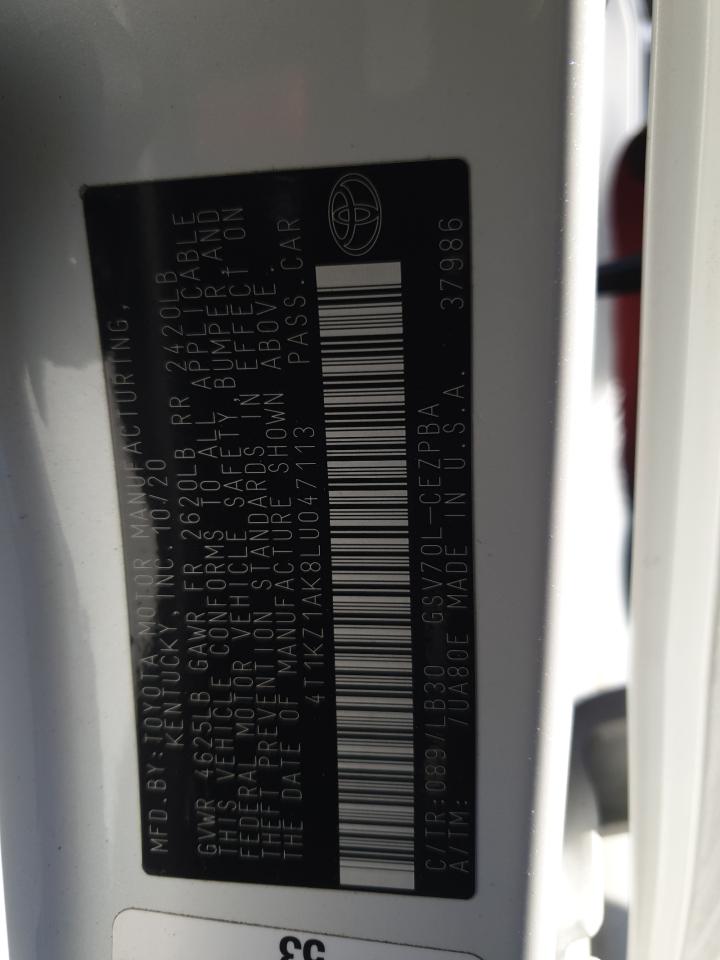 MFD.BY:TOYOTA MOTOR MANUFACTURING,
KENTUCKY, INC. 10/20
GVWR 4625LB GAWR FR 2620LB RR 2420LB
THIS VEHICLE CONFORMS TO ALL APPLICABLE
FEDERAL MOTOR VEHICLE SAFETY, BUMPER, AND
THEFT PREVENTION STANDARDS IN EFFECT ON
THE DATE OF MANUFACTURE SHOWN ABOVE.
4T1KZ1AK8LU047113 PASS.CAR
C/TR:089/LB30 GSV70L-CEZPBA
A/TM: /UA80E MADE IN U.S.A. 37986
53